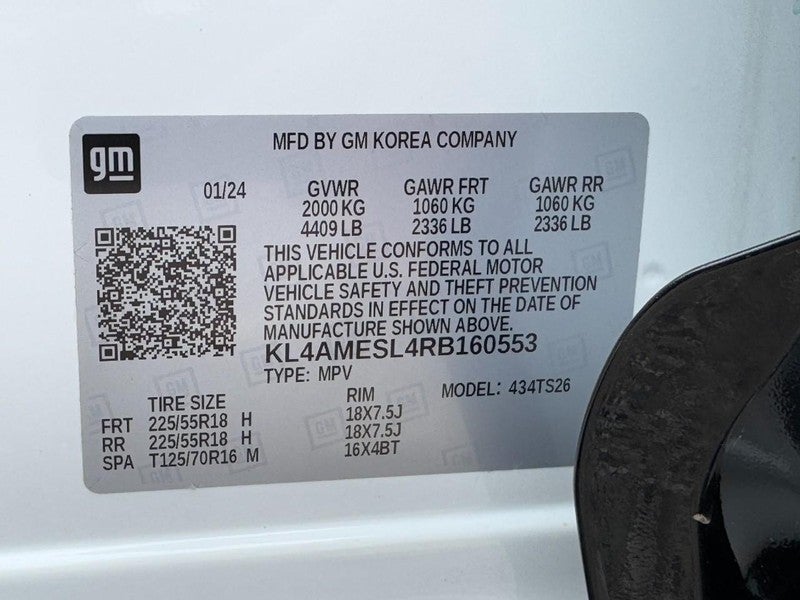 gm
MFD BY GM KOREA COMPANY
01/24 GVWR GAWR FRT GAWR RR
2000 KG 1060 KG 1060 KG
4409 LB 2336 LB 2336 LB
THIS VEHICLE CONFORMS TO ALL
APPLICABLE U.S. FEDERAL MOTOR
VEHICLE SAFETY AND THEFT PREVENTION
STANDARDS IN EFFECT ON THE DATE OF
MANUFACTURE SHOWN ABOVE.
KL4AMESL4RB160553
TYPE: MPV MODEL: 434TS26
TIRE SIZE RIM
FRT 225/55R18 H 18X7.5J
RR 225/55R18 H 18X7.5J
SPA T125/70R16 M 16X4BT